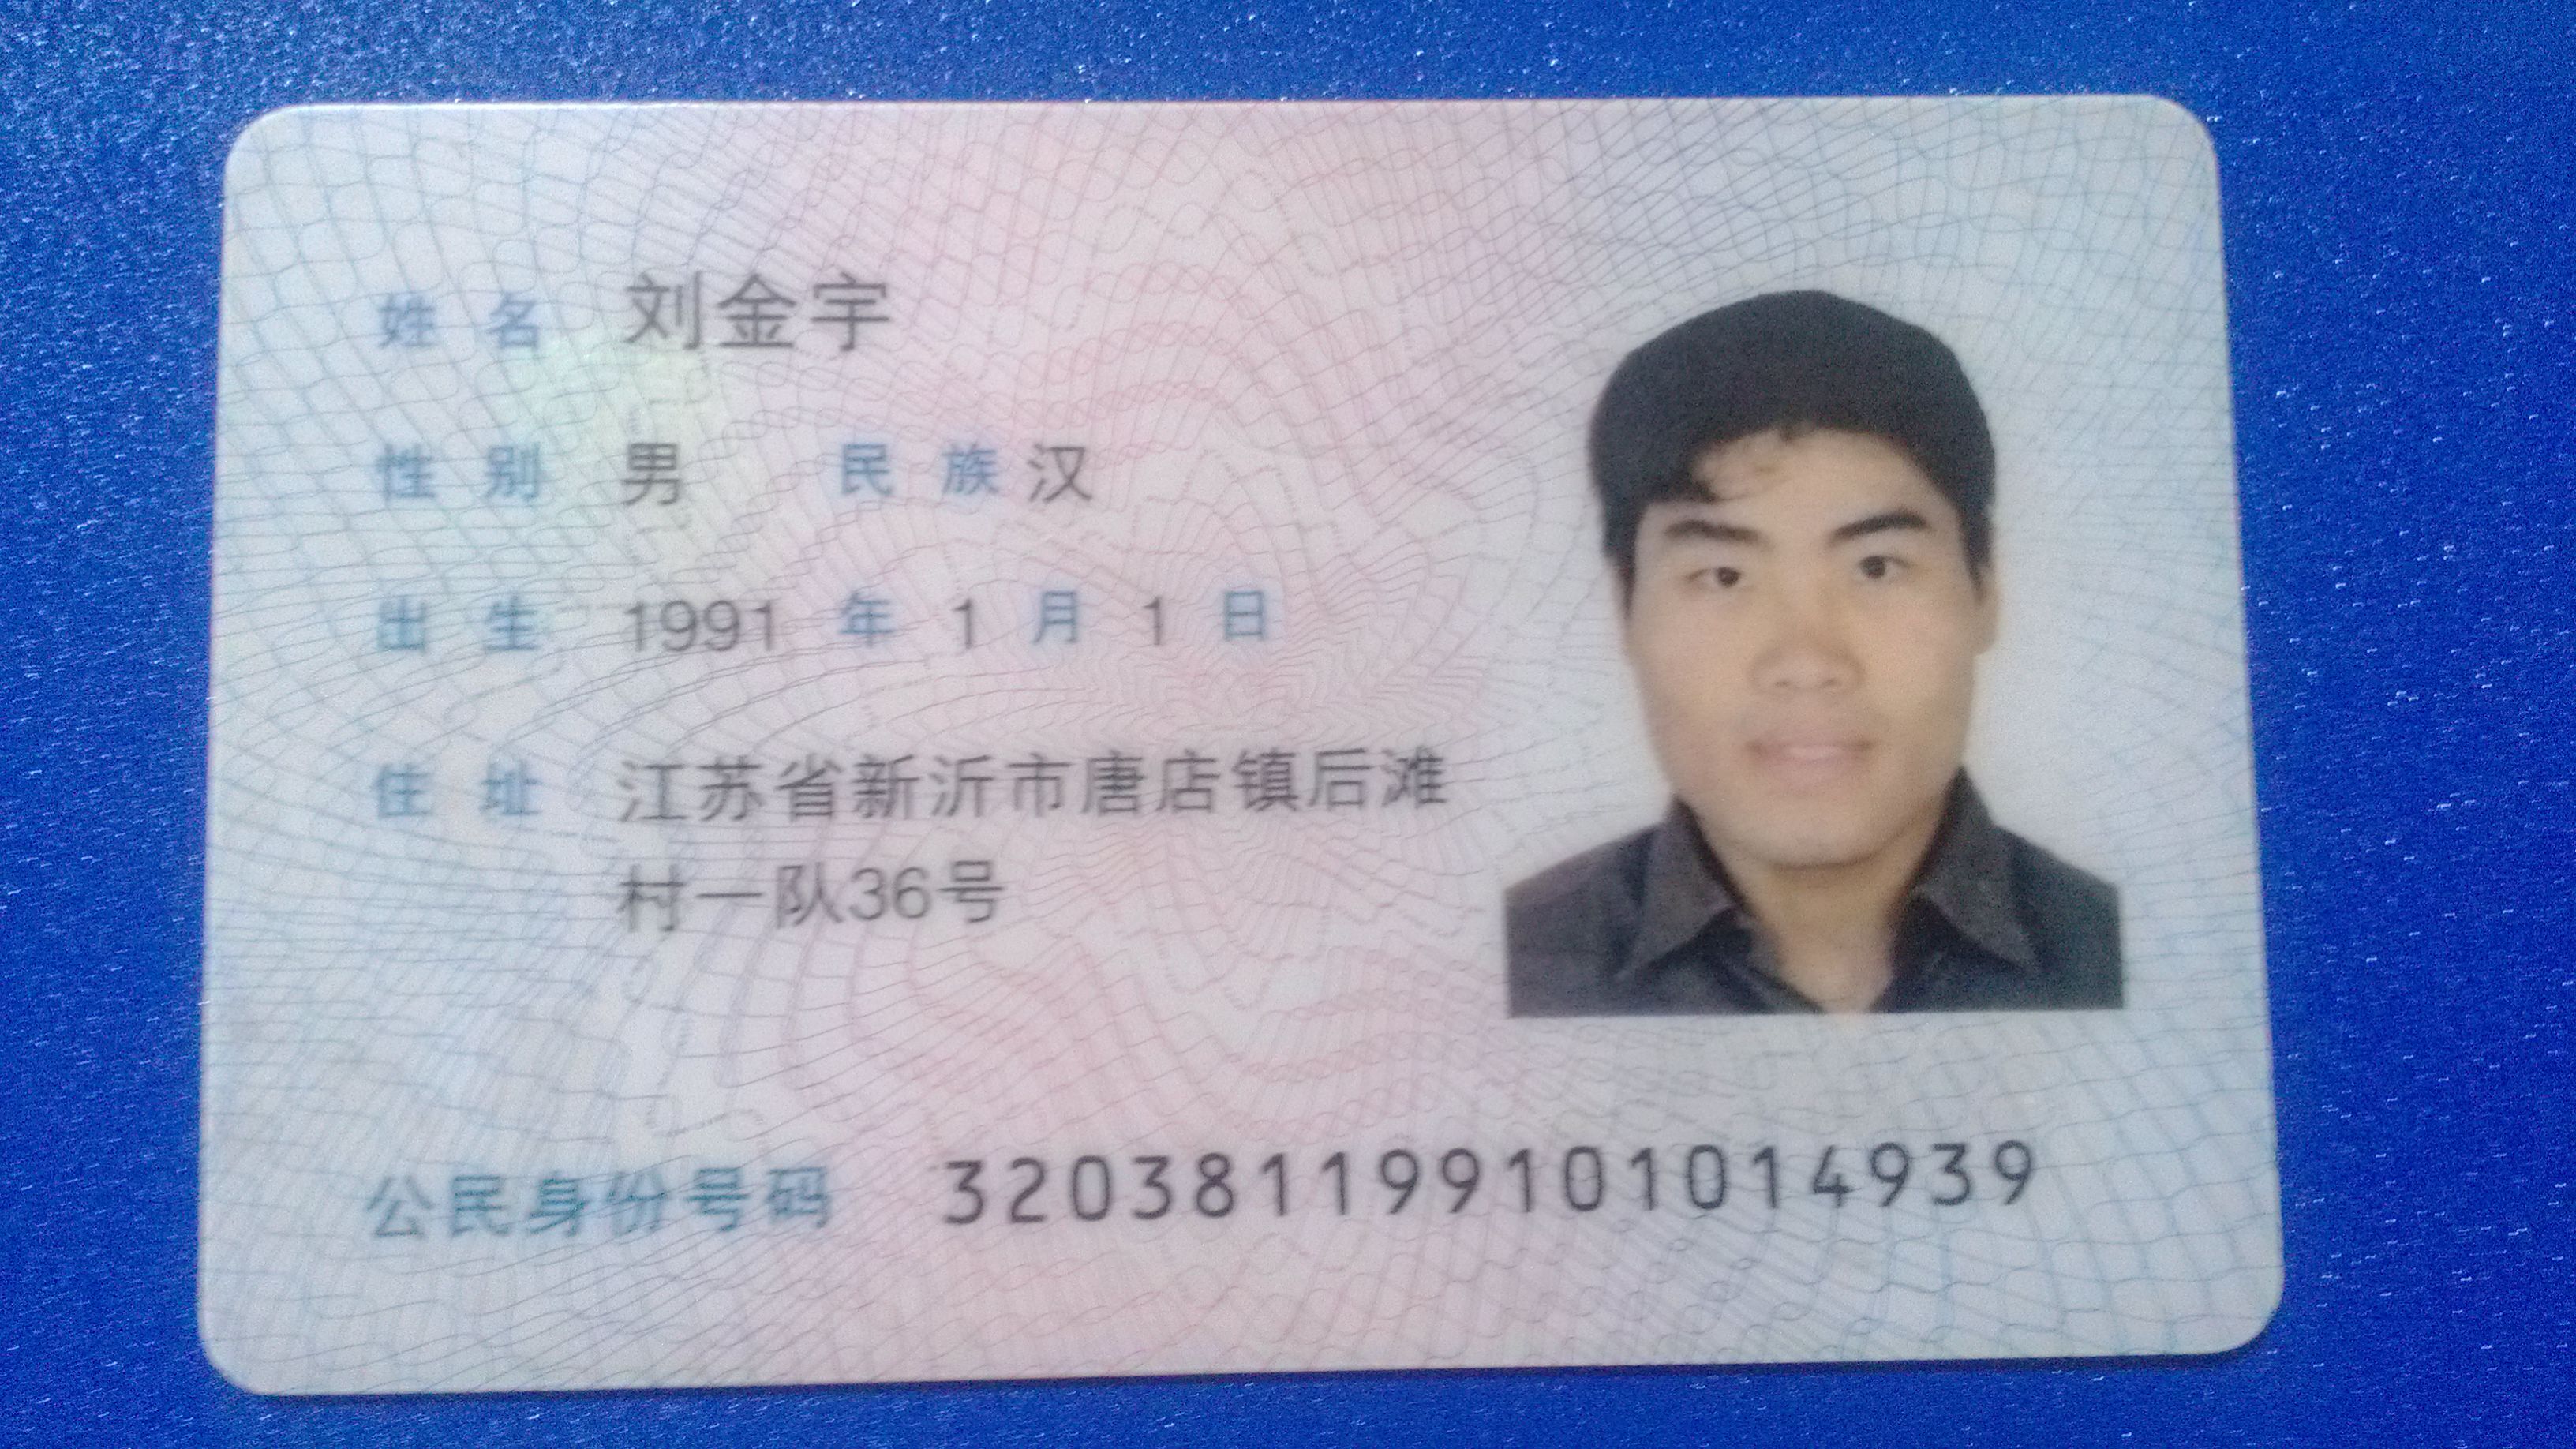 姓名 刘金宇
性别 男 民族 汉
出生 1991 年 1 月 1 日
住址 江苏省新沂市唐店镇后滩
村一队36号
公民身份号码 320381199101014939